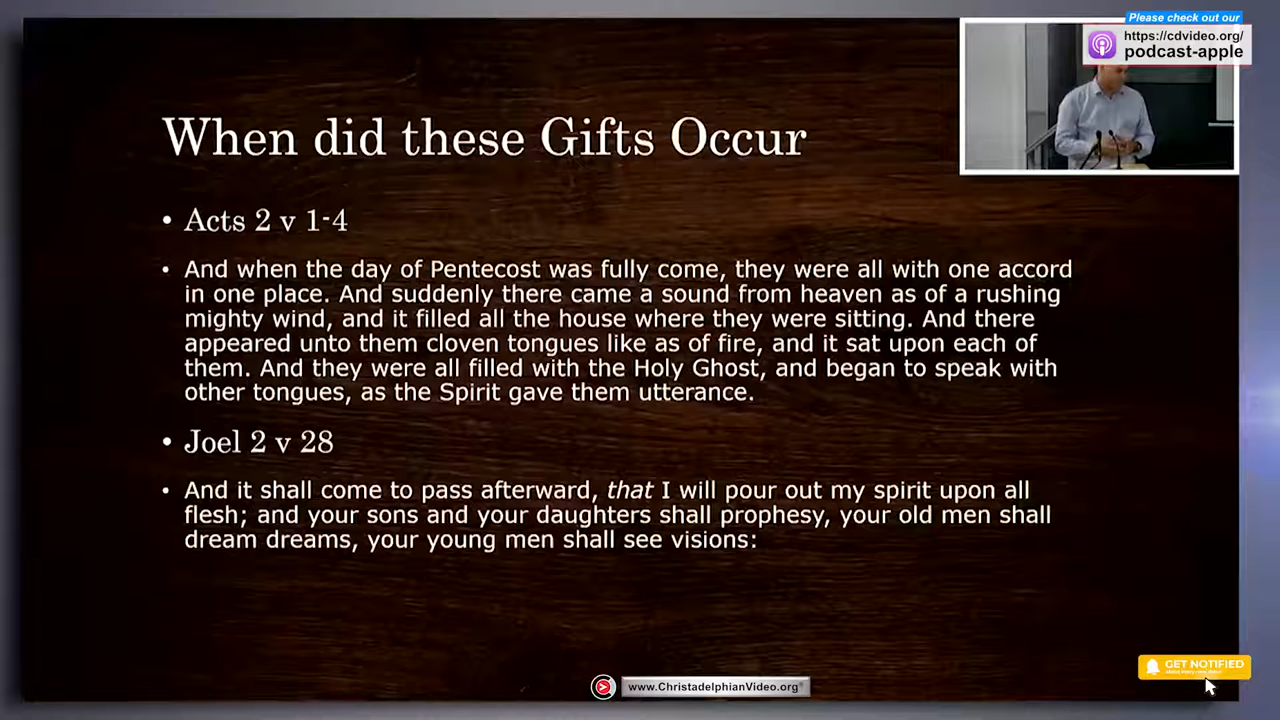 Please check out our
https://cdvideo.org/
podcast-apple
When did these Gifts Occur
• Acts 2 v 1-4
• And when the day of Pentecost was fully come, they were all with one accord
in one place. And suddenly there came a sound from heaven as of a rushing
mighty wind, and it filled all the house where they were sitting. And there
appeared unto them cloven tongues like as of fire, and it sat upon each of
them. And they were all filled with the Holy Ghost, and began to speak with
other tongues, as the Spirit gave them utterance.
• Joel 2 v 28
• And it shall come to pass afterward, that I will pour out my spirit upon all
flesh; and your sons and your daughters shall prophesy, your old men shall
dream dreams, your young men shall see visions:
GET NOTIFIED
www.ChristadelphianVideo.org